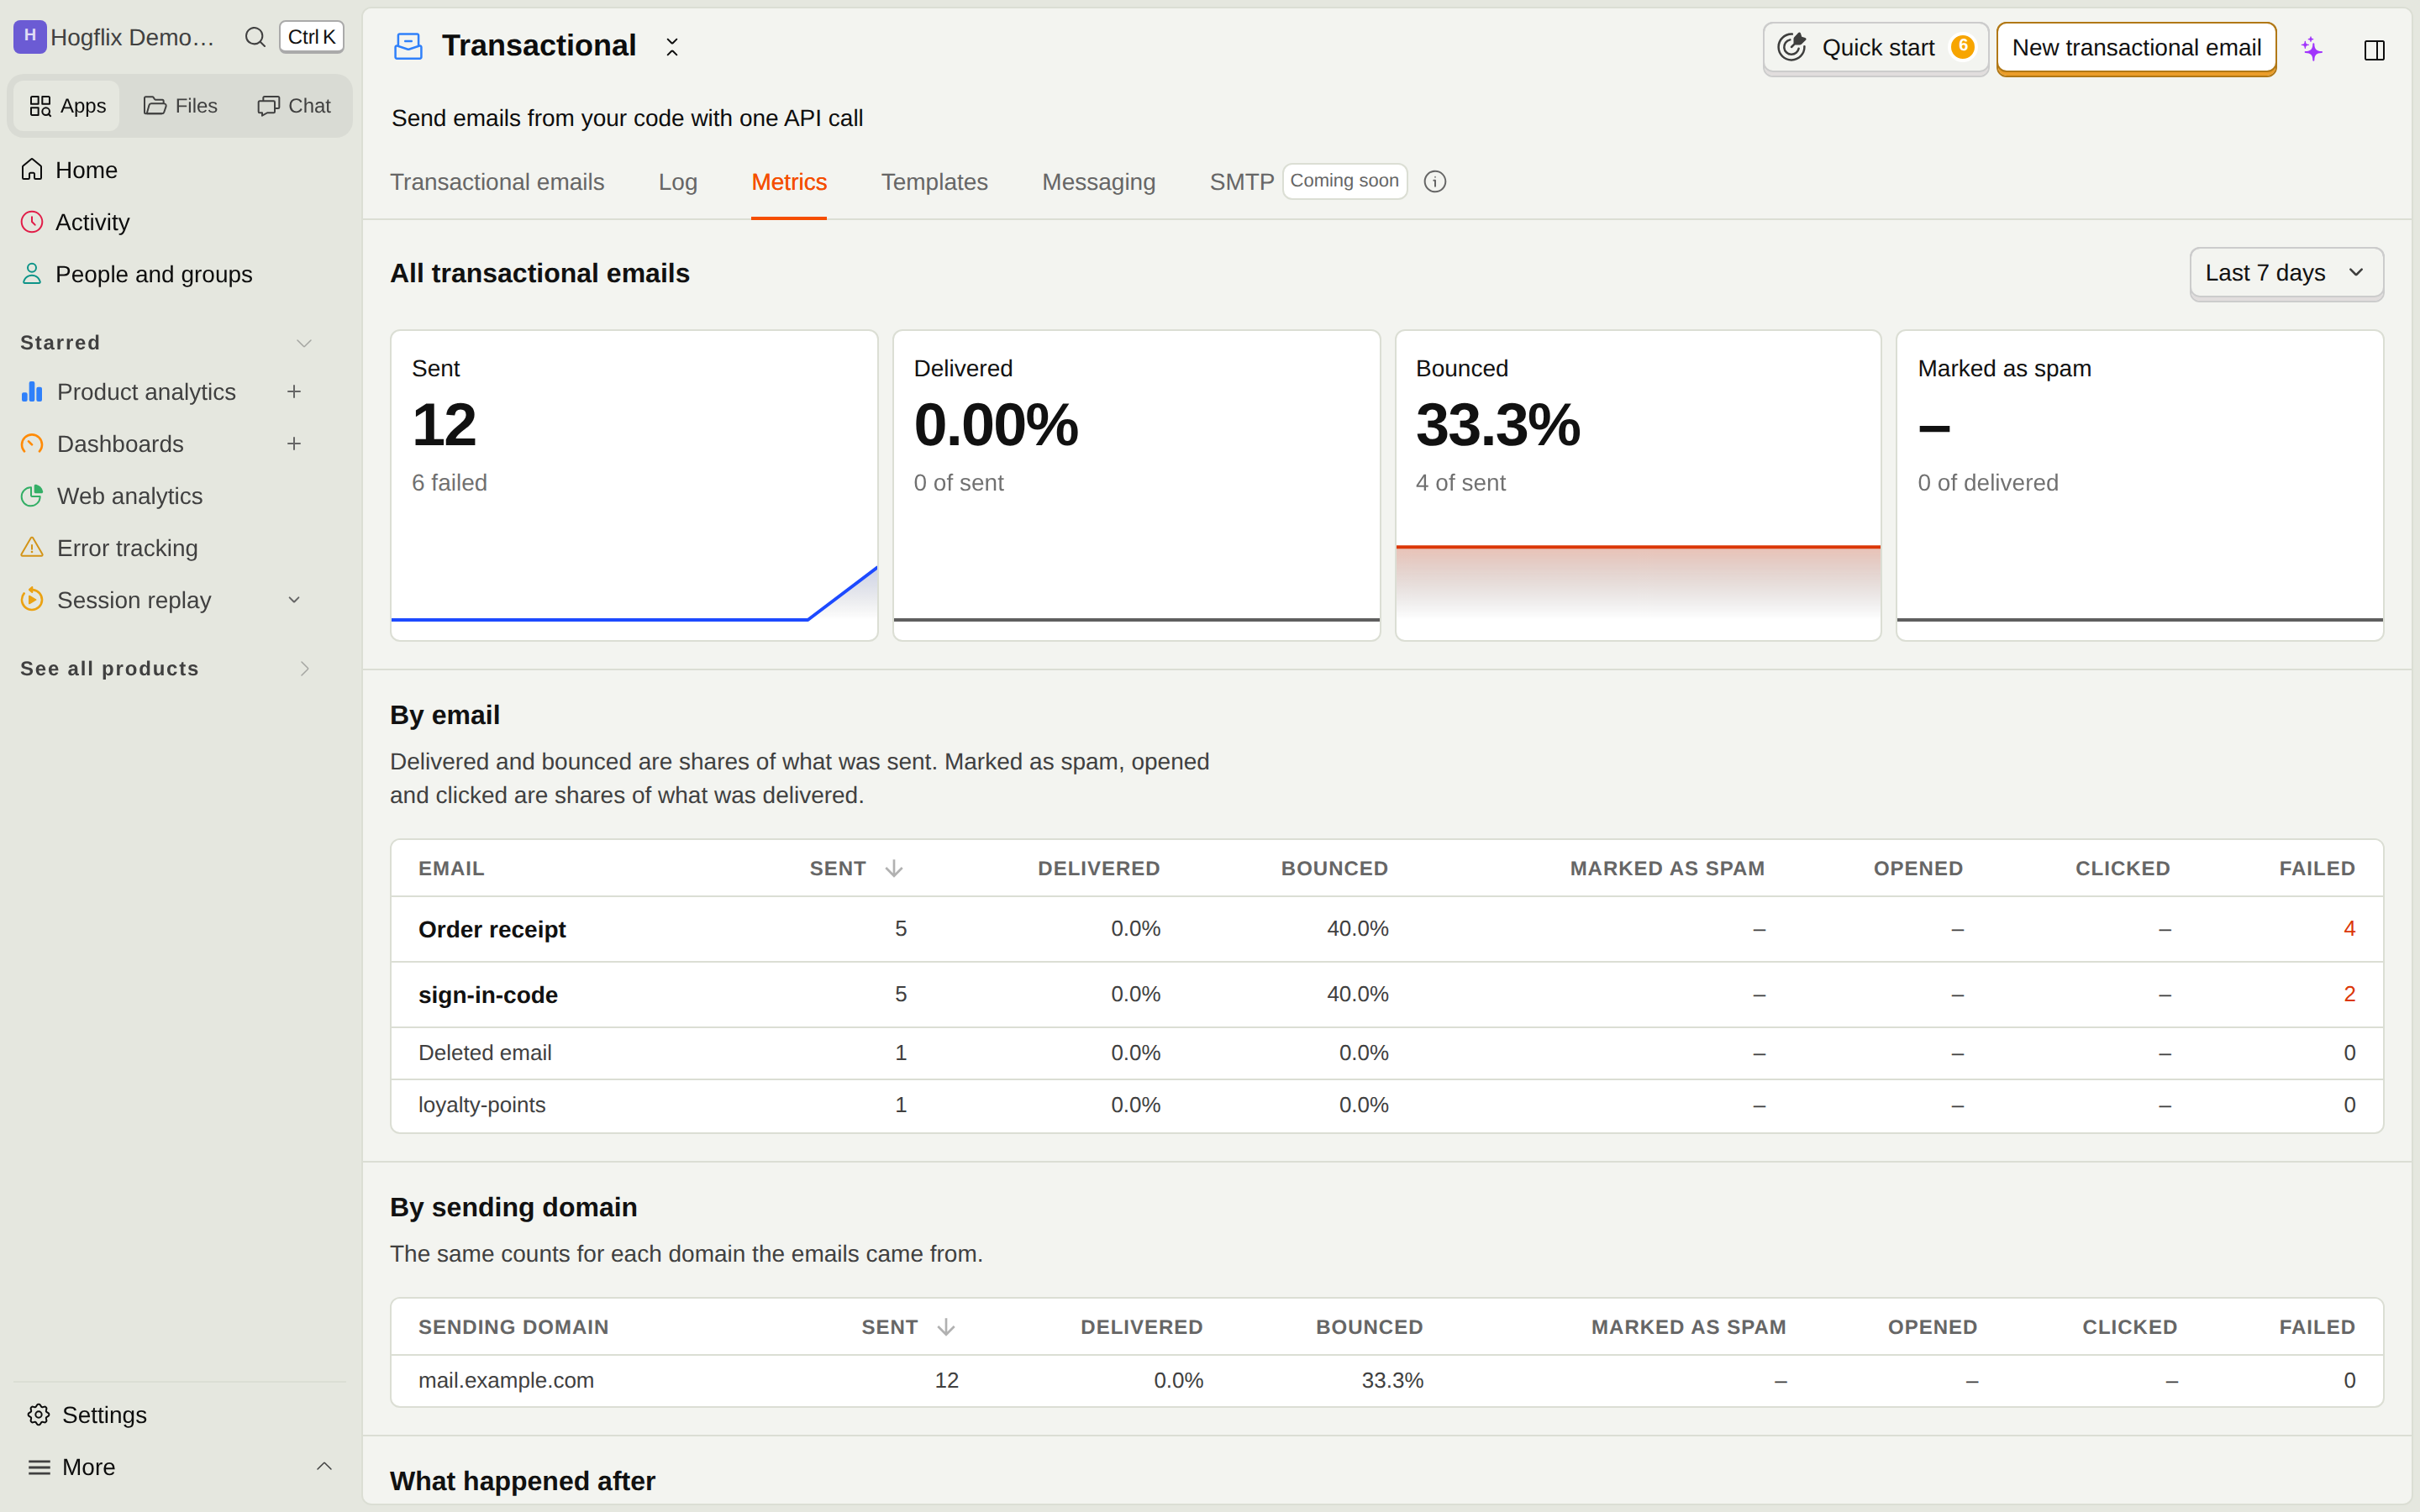 H Hogflix Demo… Ctrl K
Apps Files Chat
Home
Activity
People and groups
Starred
Product analytics
Dashboards
Web analytics
Error tracking
Session replay
See all products
Settings
More
Transactional
Quick start 6
New transactional email
Send emails from your code with one API call
Transactional emails Log Metrics Templates Messaging SMTP Coming soon
All transactional emails
Last 7 days
Sent
12
6 failed
Delivered
0.00%
0 of sent
Bounced
33.3%
4 of sent
Marked as spam
–
0 of delivered
By email
Delivered and bounced are shares of what was sent. Marked as spam, opened
and clicked are shares of what was delivered.
EMAIL SENT DELIVERED BOUNCED MARKED AS SPAM OPENED CLICKED FAILED
Order receipt 5 0.0% 40.0% – – – 4
sign-in-code 5 0.0% 40.0% – – – 2
Deleted email 1 0.0% 0.0% – – – 0
loyalty-points 1 0.0% 0.0% – – – 0
By sending domain
The same counts for each domain the emails came from.
SENDING DOMAIN SENT DELIVERED BOUNCED MARKED AS SPAM OPENED CLICKED FAILED
mail.example.com 12 0.0% 33.3% – – – 0
What happened after